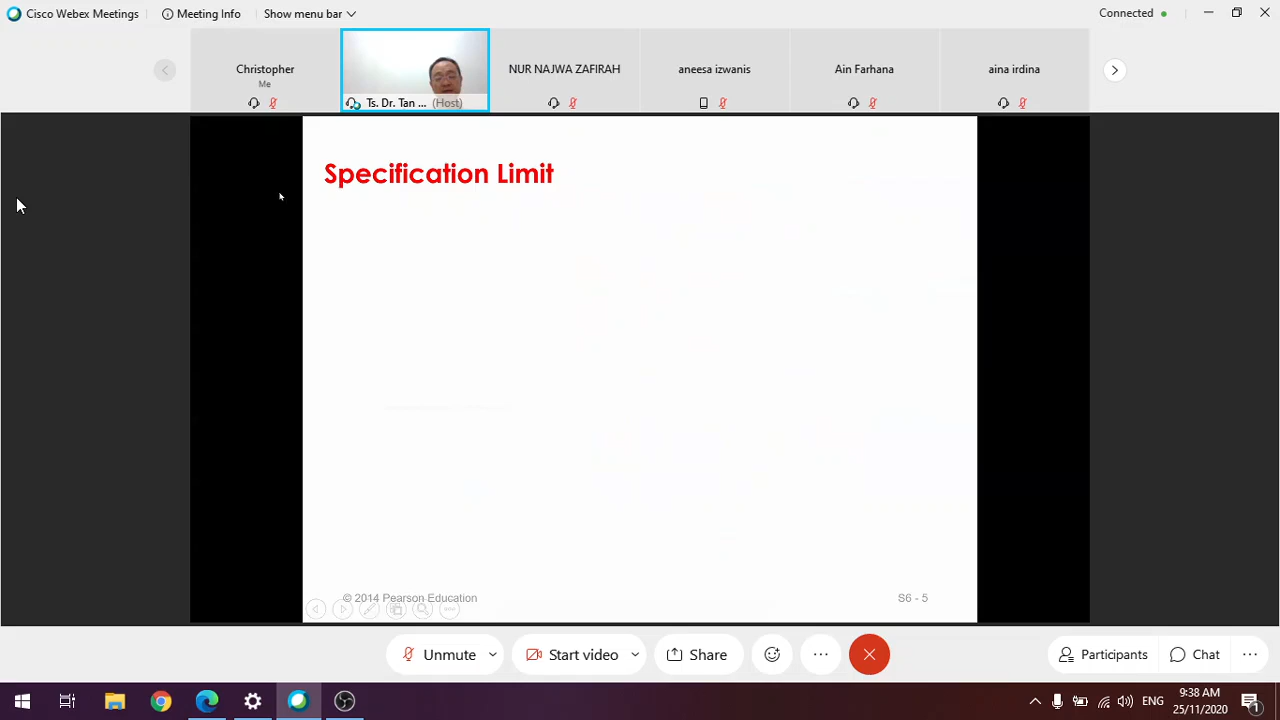 Cisco Webex Meetings
Meeting Info
Show menu bar
Connected
Christopher
Me
Ts. Dr. Tan ... (Host)
NUR NAJWA ZAFIRAH
aneesa izwanis
Ain Farhana
aina irdina
Specification Limit
© 2014 Pearson Education
S6 - 5
Unmute
Start video
Share
Participants
Chat
ENG
9:38 AM
25/11/2020
1